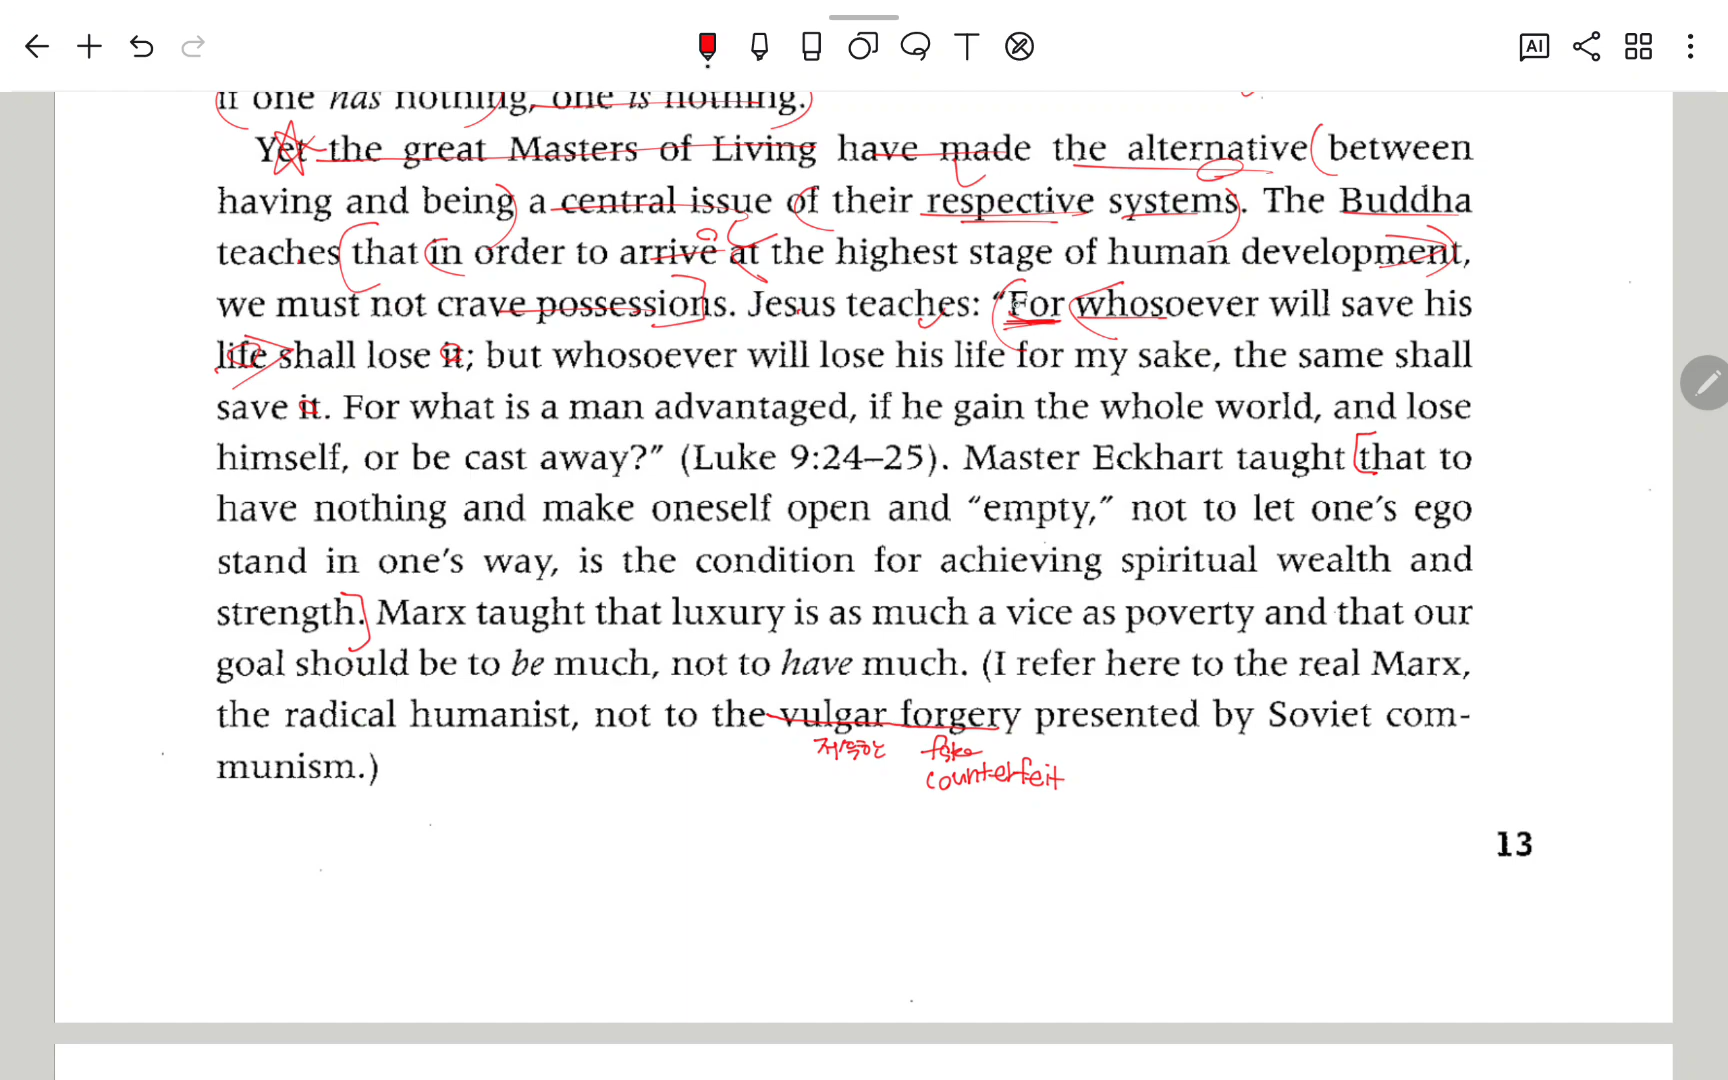 AI
if one has nothing, one is nothing.)
Yet the great Masters of Living have made the alternative between
having and being a central issue of their respective systems. The Buddha
teaches that in order to arrive at the highest stage of human development,
we must not crave possessions. Jesus teaches: “For whosoever will save his
life shall lose it; but whosoever will lose his life for my sake, the same shall
save it. For what is a man advantaged, if he gain the whole world, and lose
himself, or be cast away?” (Luke 9:24–25). Master Eckhart taught that to
have nothing and make oneself open and “empty,” not to let one’s ego
stand in one’s way, is the condition for achieving spiritual wealth and
strength. Marx taught that luxury is as much a vice as poverty and that our
goal should be to be much, not to have much. (I refer here to the real Marx,
the radical humanist, not to the vulgar forgery presented by Soviet com-
munism.)
저속한 fake
counterfeit
13